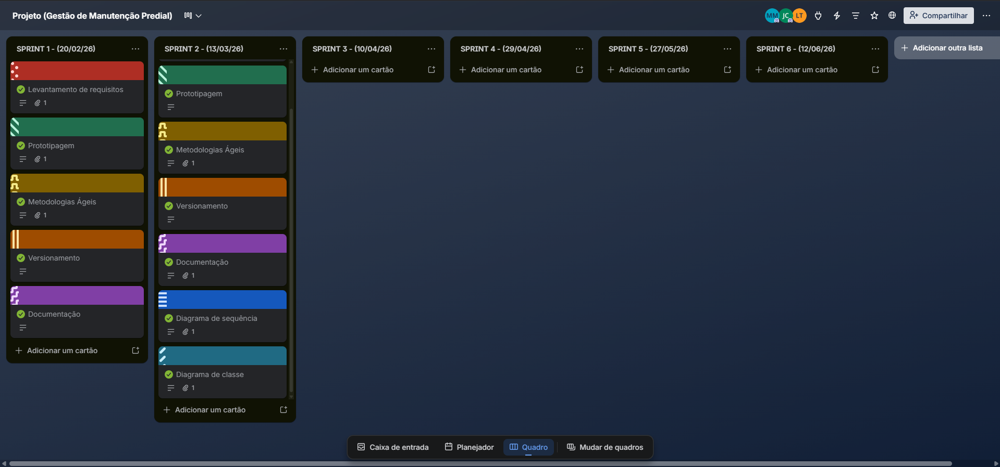 Projeto (Gestão de Manutenção Predial)
MM JC LT
Compartilhar
SPRINT 1 - (20/02/26)
Levantamento de requisitos
1
Prototipagem
1
Metodologias Ágeis
1
Versionamento
Documentação
Adicionar um cartão
SPRINT 2 - (13/03/26)
Prototipagem
Metodologias Ágeis
1
Versionamento
Documentação
1
Diagrama de sequência
1
Diagrama de classe
1
Adicionar um cartão
SPRINT 3 - (10/04/26)
Adicionar um cartão
SPRINT 4 - (29/04/26)
Adicionar um cartão
SPRINT 5 - (27/05/26)
Adicionar um cartão
SPRINT 6 - (12/06/26)
Adicionar um cartão
Adicionar outra lista
Caixa de entrada
Planejador
Quadro
Mudar de quadros